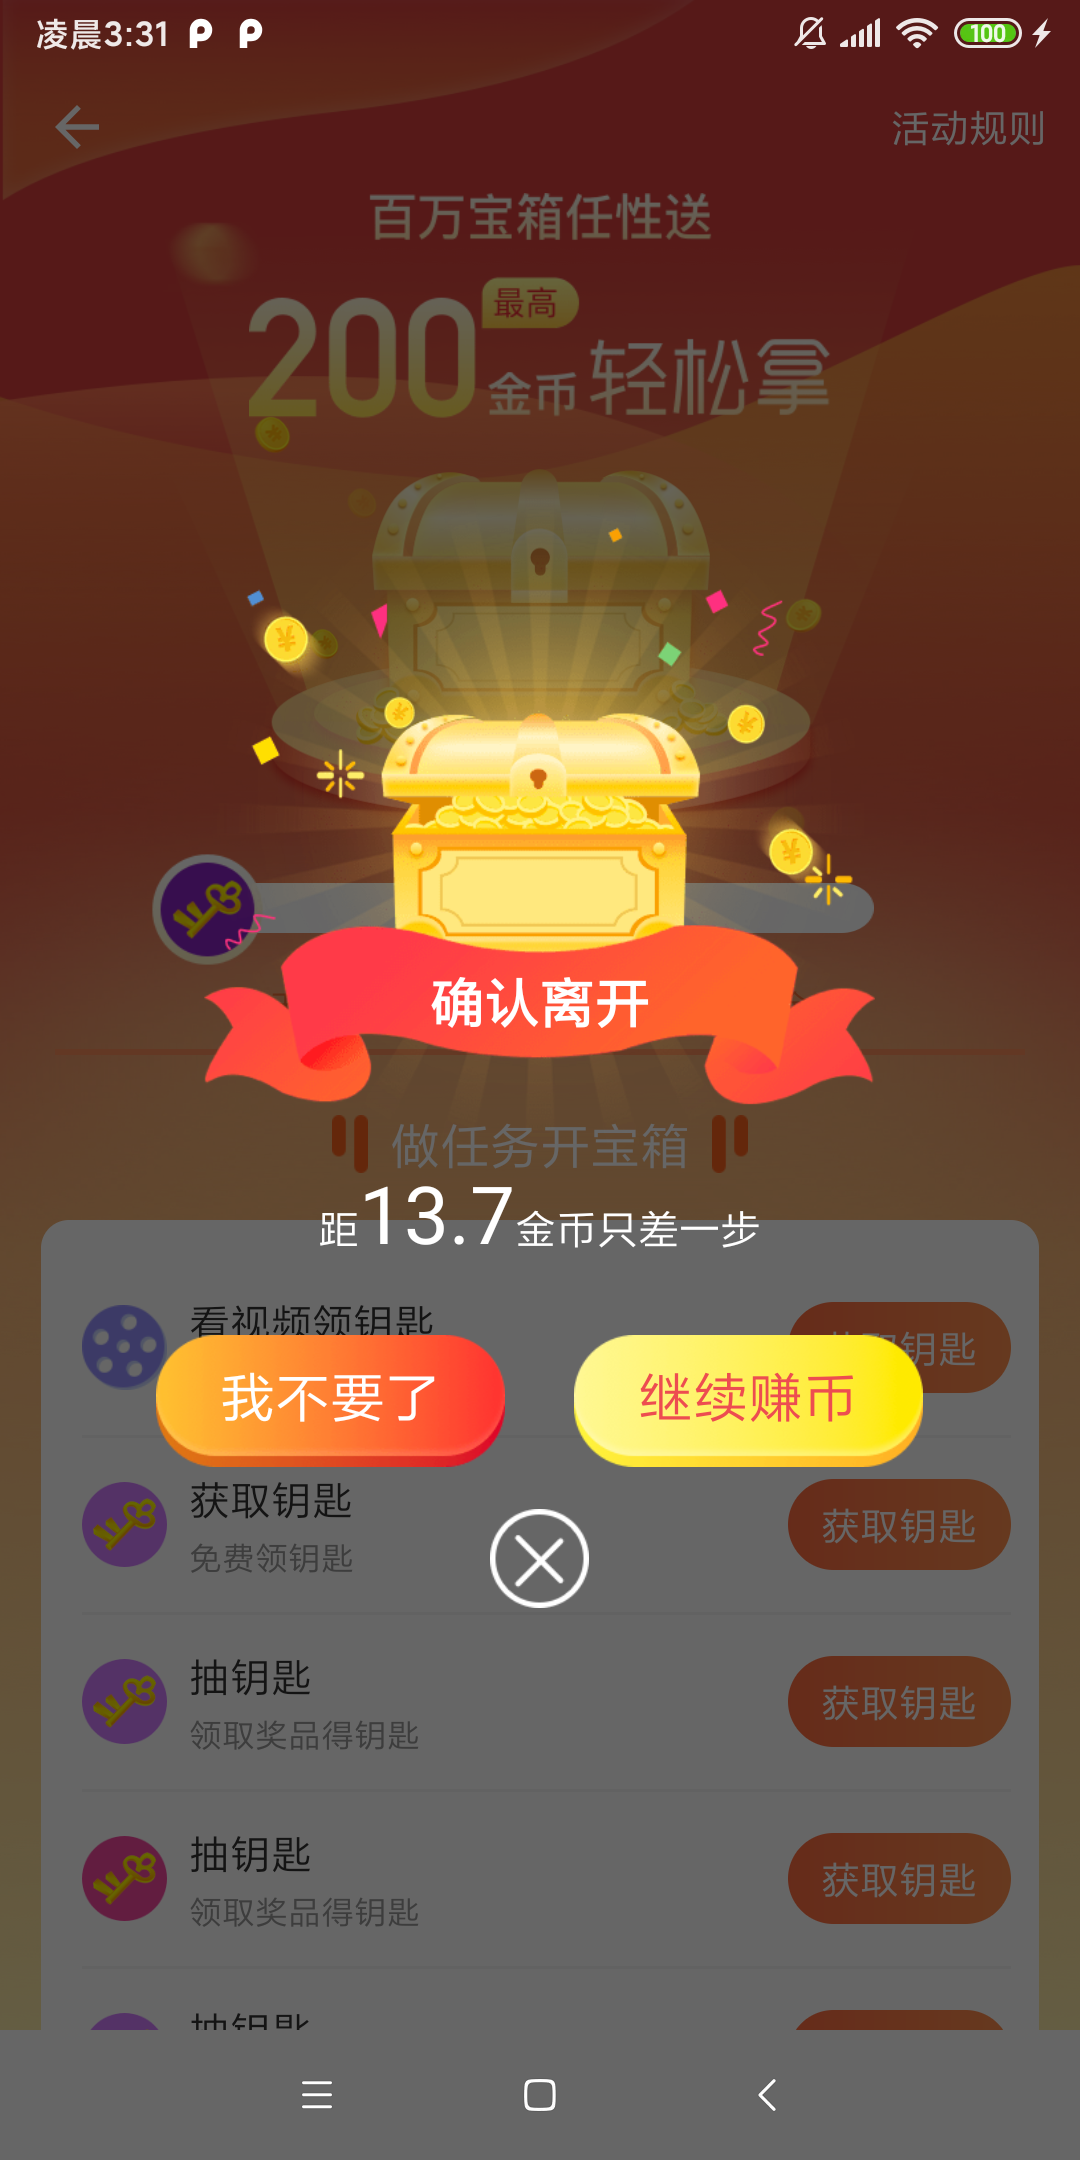 凌晨3:31
100
活动规则
百万宝箱任性送
最高
200金币轻松拿
确认离开
做任务开宝箱
距13.7金币只差一步
看视频领钥匙
我不要了
继续赚币
获取钥匙
免费领钥匙
获取钥匙
抽钥匙
领取奖品得钥匙
获取钥匙
抽钥匙
领取奖品得钥匙
获取钥匙
抽钥匙